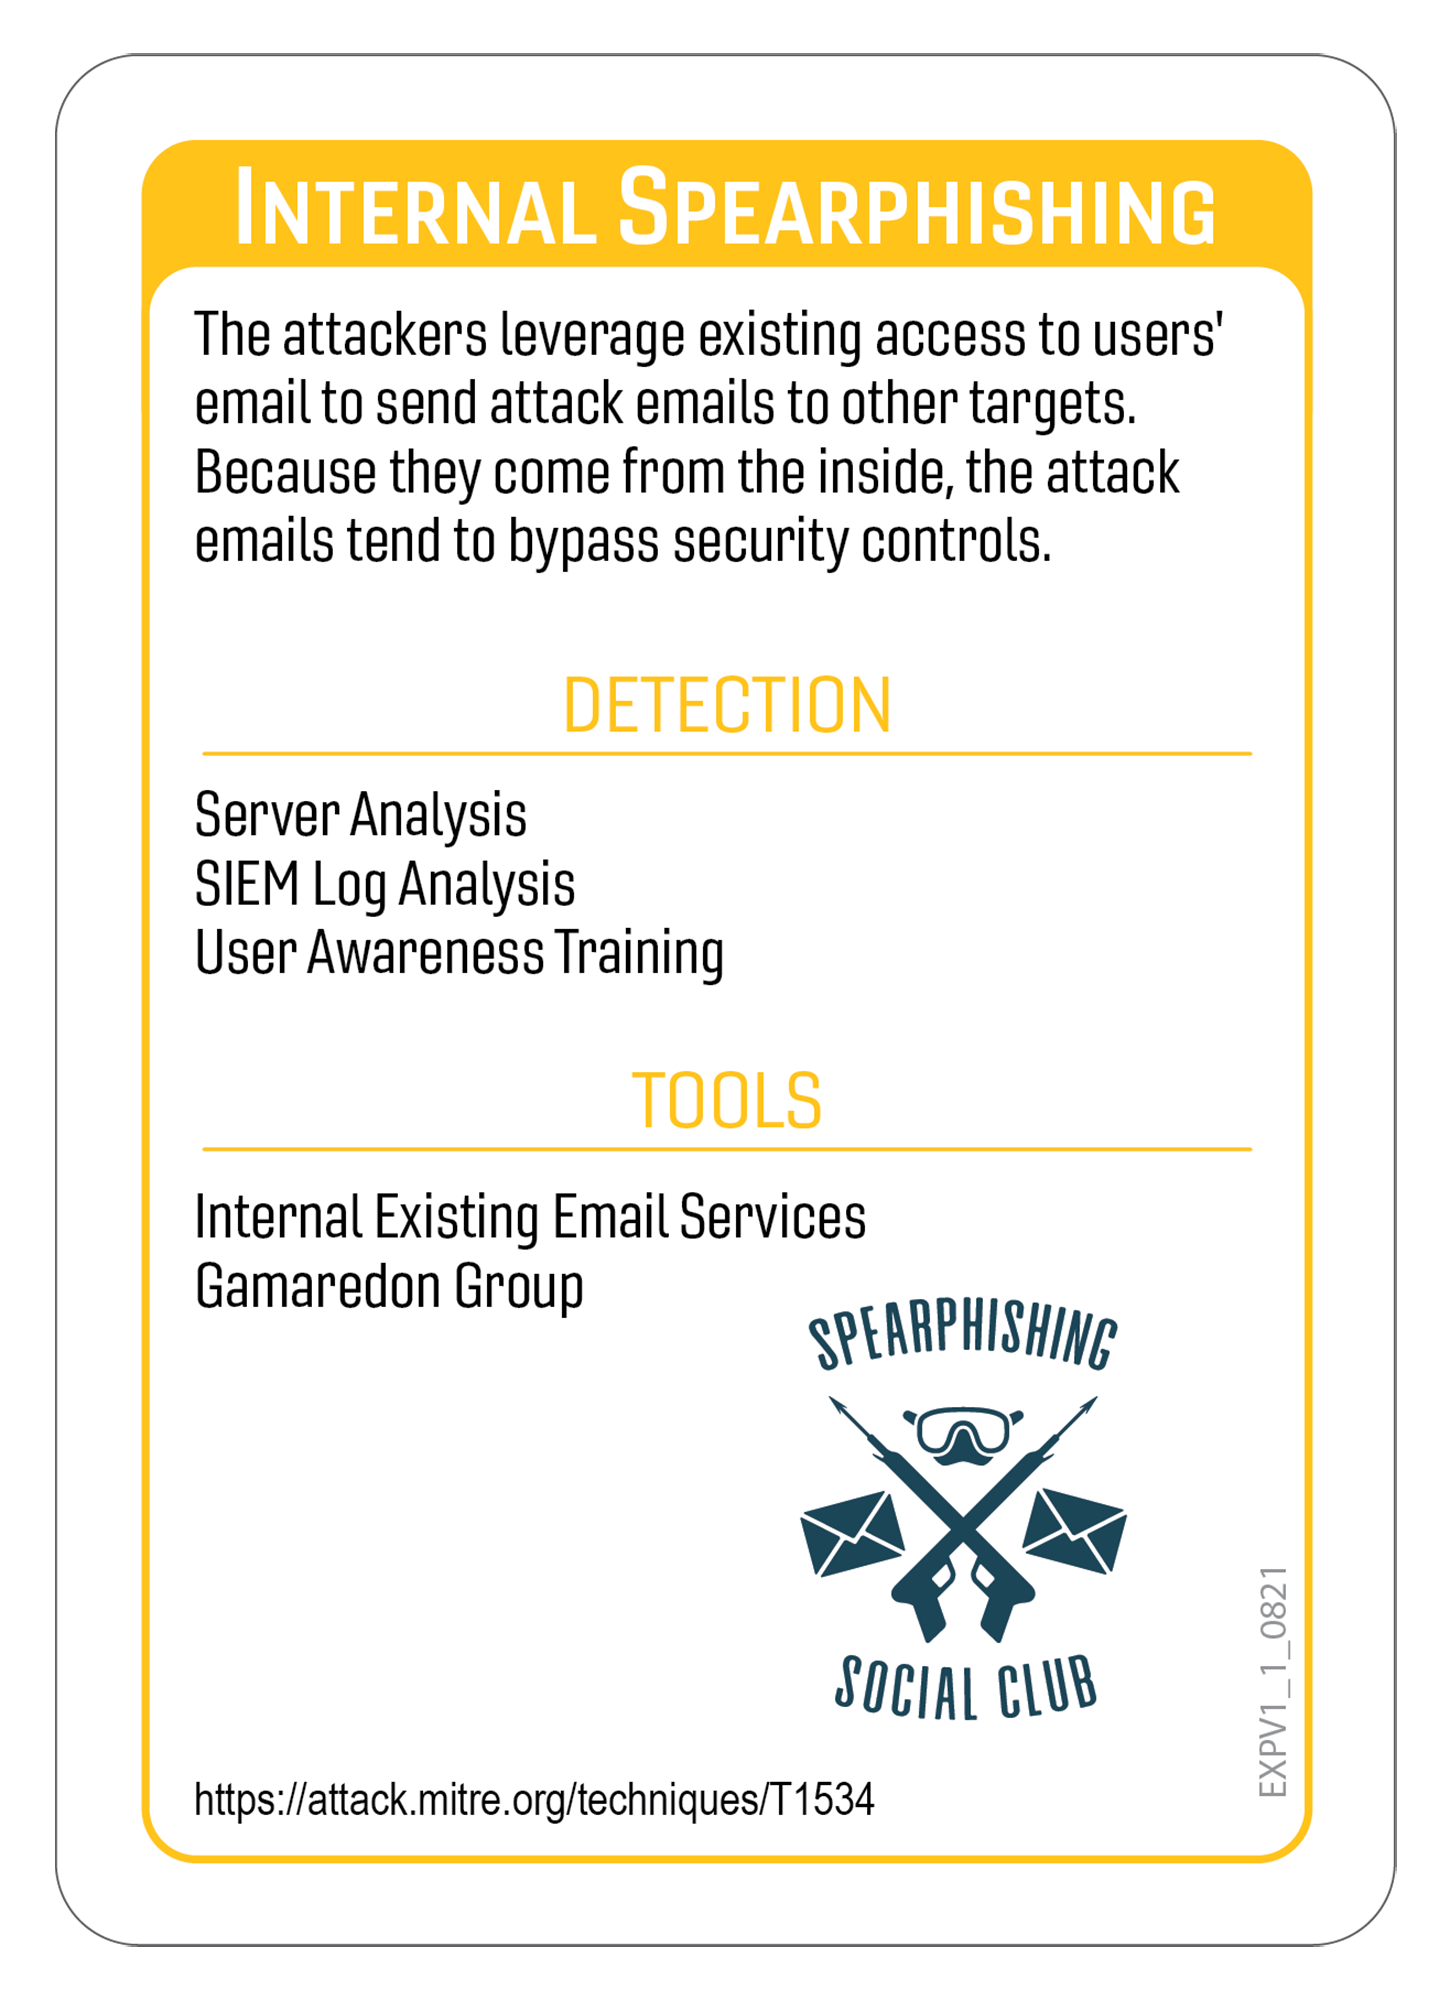 Internal Spearphishing
The attackers leverage existing access to users'
email to send attack emails to other targets.
Because they come from the inside, the attack
emails tend to bypass security controls.
DETECTION
Server Analysis
SIEM Log Analysis
User Awareness Training
TOOLS
Internal Existing Email Services
Gamaredon Group
SPEARPHISHING
SOCIAL CLUB
EXPV1_1_0821
https://attack.mitre.org/techniques/T1534